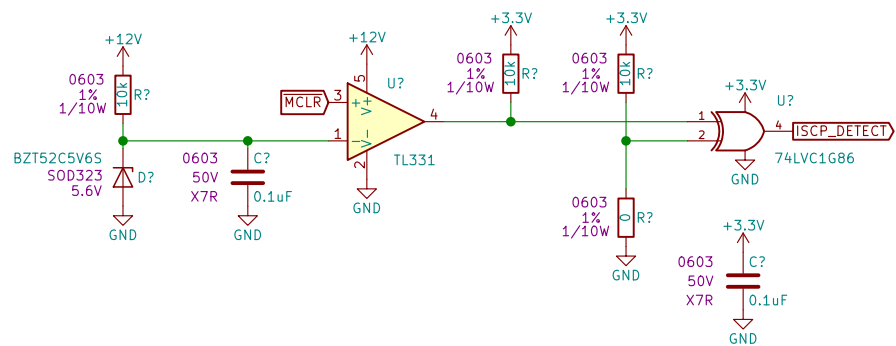 +12V
0603
1%
1/10W
10k
R?
BZT52C5V6S
SOD323
5.6V
D?
GND
0603
50V
X7R
C?
0.1uF
GND
MCLR
+12V
U?
3
1
5
2
4
+
V+
-
V-
TL331
GND
+3.3V
0603
1%
1/10W
10k
R?
+3.3V
0603
1%
1/10W
10k
R?
0603
1%
1/10W
0
R?
GND
+3.3V
U?
1
2
4
ISCP_DETECT
74LVC1G86
GND
+3.3V
0603
50V
X7R
C?
0.1uF
GND